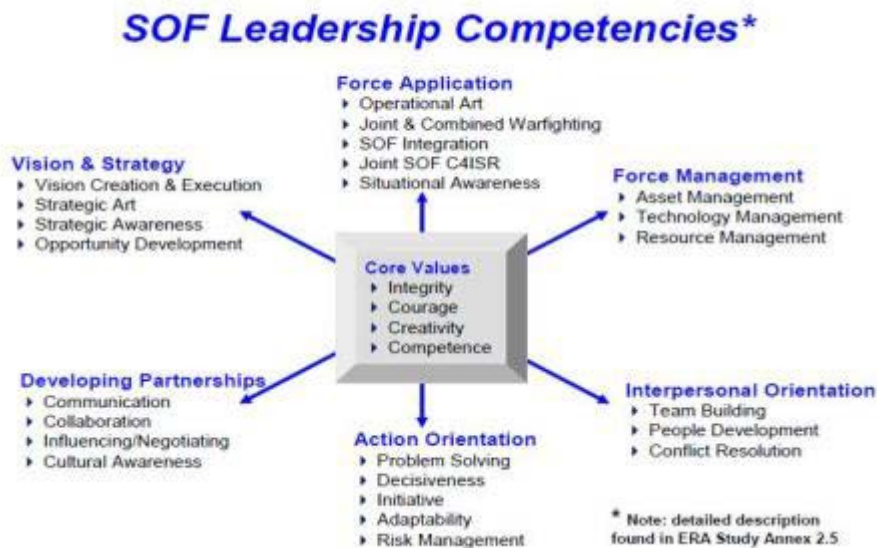 SOF Leadership Competencies*
Force Application
Operational Art
Joint & Combined Warfighting
SOF Integration
Joint SOF C4ISR
Situational Awareness
Vision & Strategy
Vision Creation & Execution
Strategic Art
Strategic Awareness
Opportunity Development
Force Management
Asset Management
Technology Management
Resource Management
Core Values
Integrity
Courage
Creativity
Competence
Developing Partnerships
Communication
Collaboration
Influencing/Negotiating
Cultural Awareness
Action Orientation
Problem Solving
Decisiveness
Initiative
Adaptability
Risk Management
Interpersonal Orientation
Team Building
People Development
Conflict Resolution
* Note: detailed description
found in ERA Study Annex 2.5